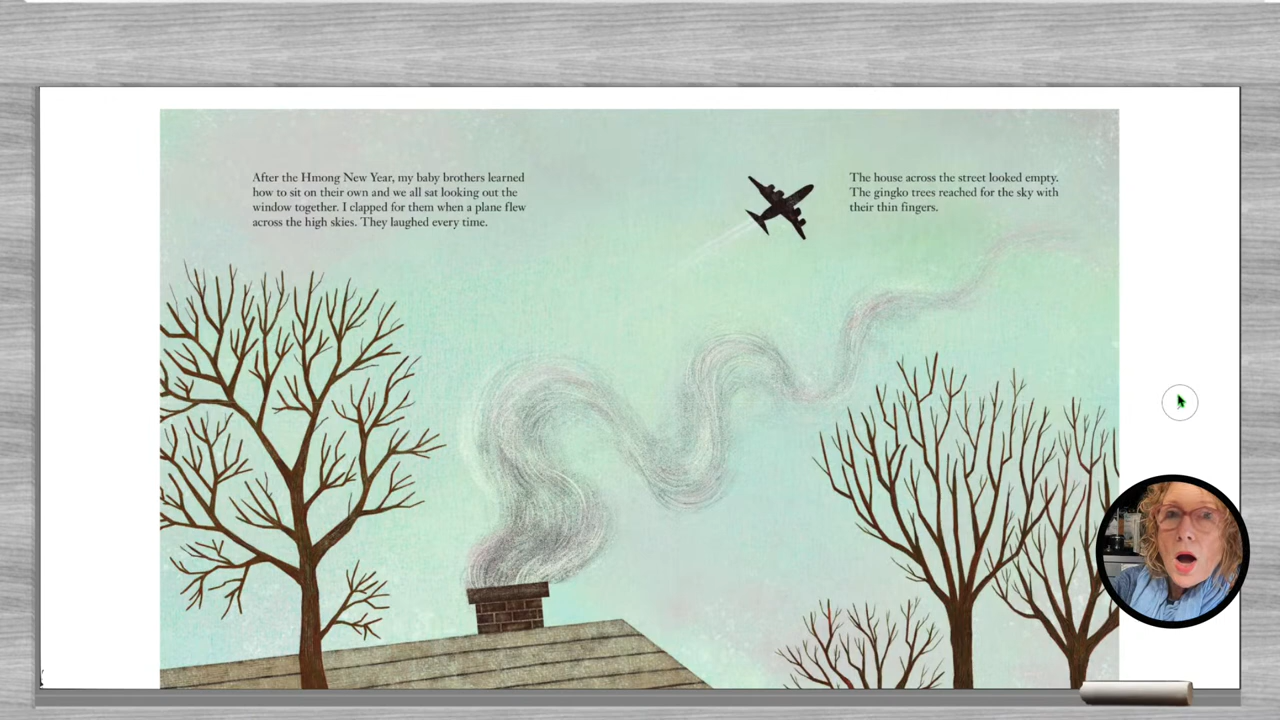 After the Hmong New Year, my baby brothers learned
how to sit on their own and we all sat looking out the
window together. I clapped for them when a plane flew
across the high skies. They laughed every time.
The house across the street looked empty.
The gingko trees reached for the sky with
their thin fingers.